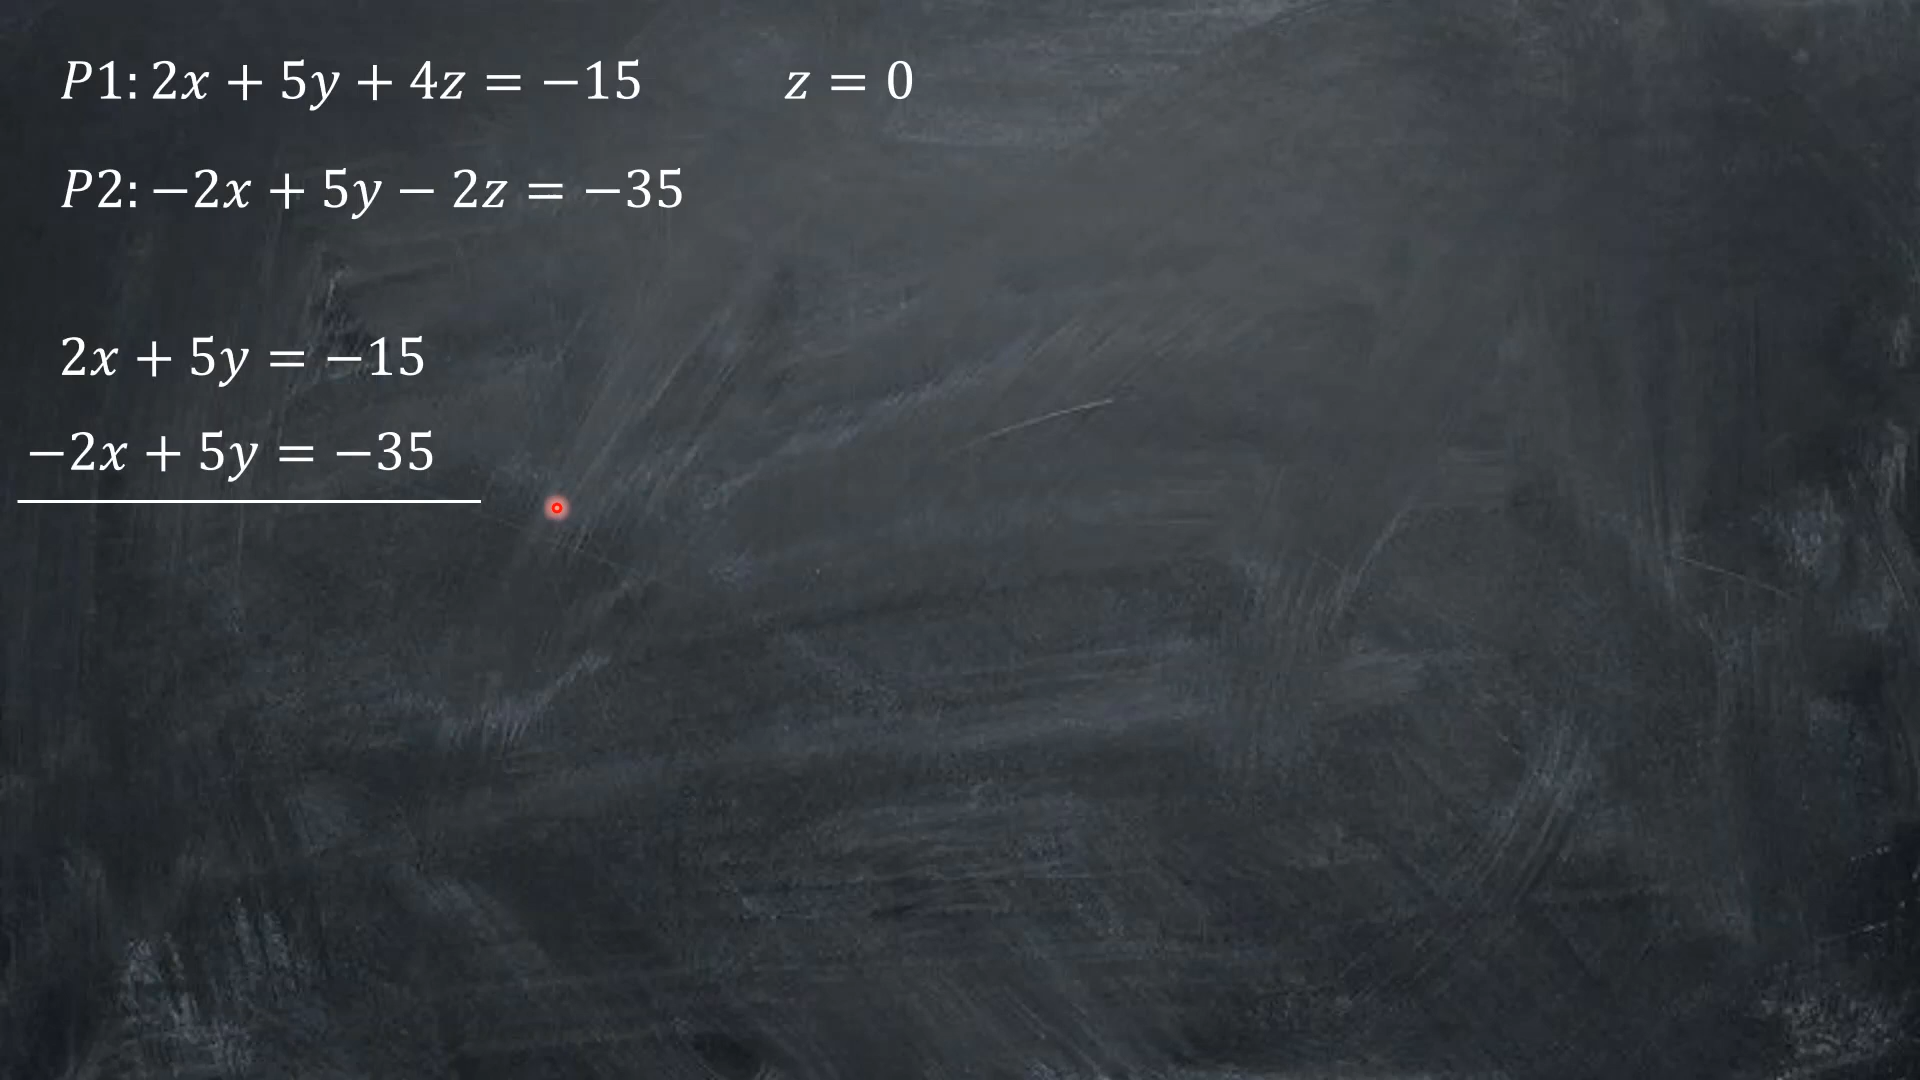 P1: 2x + 5y + 4z = −15 z = 0
P2: −2x + 5y − 2z = −35
2x + 5y = −15
−2x + 5y = −35